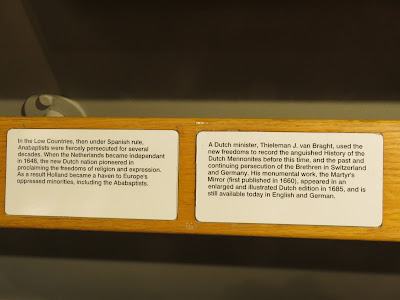 In the Low Countries, then under Spanish rule,
Anabaptists were fiercely persecuted for several
decades. When the Netherlands became independant
in 1648, the new Dutch nation pioneered in
proclaiming the freedoms of religion and expression.
As a result Holland became a haven to Europe's
oppressed minorities, including the Ababaptists.
A Dutch minister, Thieleman J. van Braght, used the
new freedoms to record the anguished History of the
Dutch Mennonites before this time, and the past and
continuing persecution of the Brethren in Switzerland
and Germany. His monumental work, the Martyr's
Mirror (first published in 1660), appeared in an
enlarged and illustrated Dutch edition in 1685, and is
still available today in English and German.